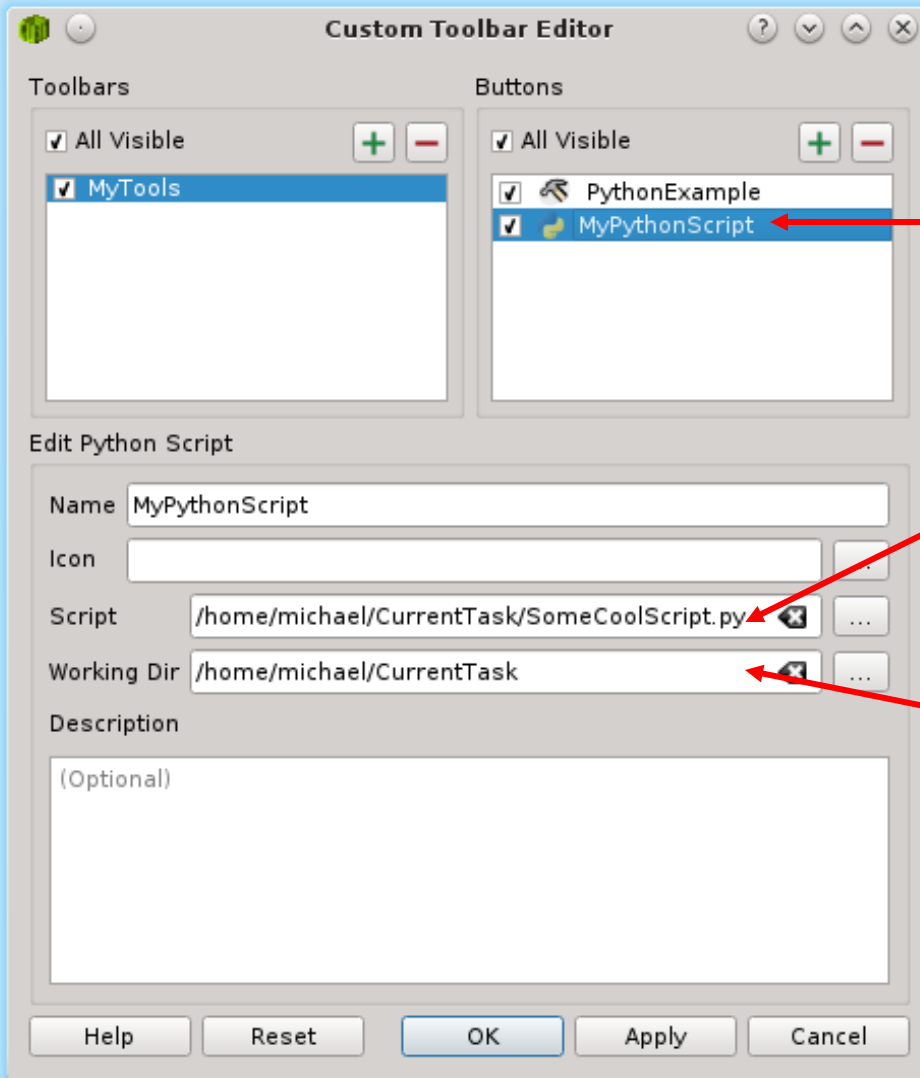 Custom Toolbar Editor
Toolbars
Buttons
All Visible
All Visible
MyTools
PythonExample
MyPythonScript
Edit Python Script
Name MyPythonScript
Icon ...
Script /home/michael/CurrentTask/SomeCoolScript.py ...
Working Dir /home/michael/CurrentTask ...
Description
(Optional)
Help Reset OK Apply Cancel